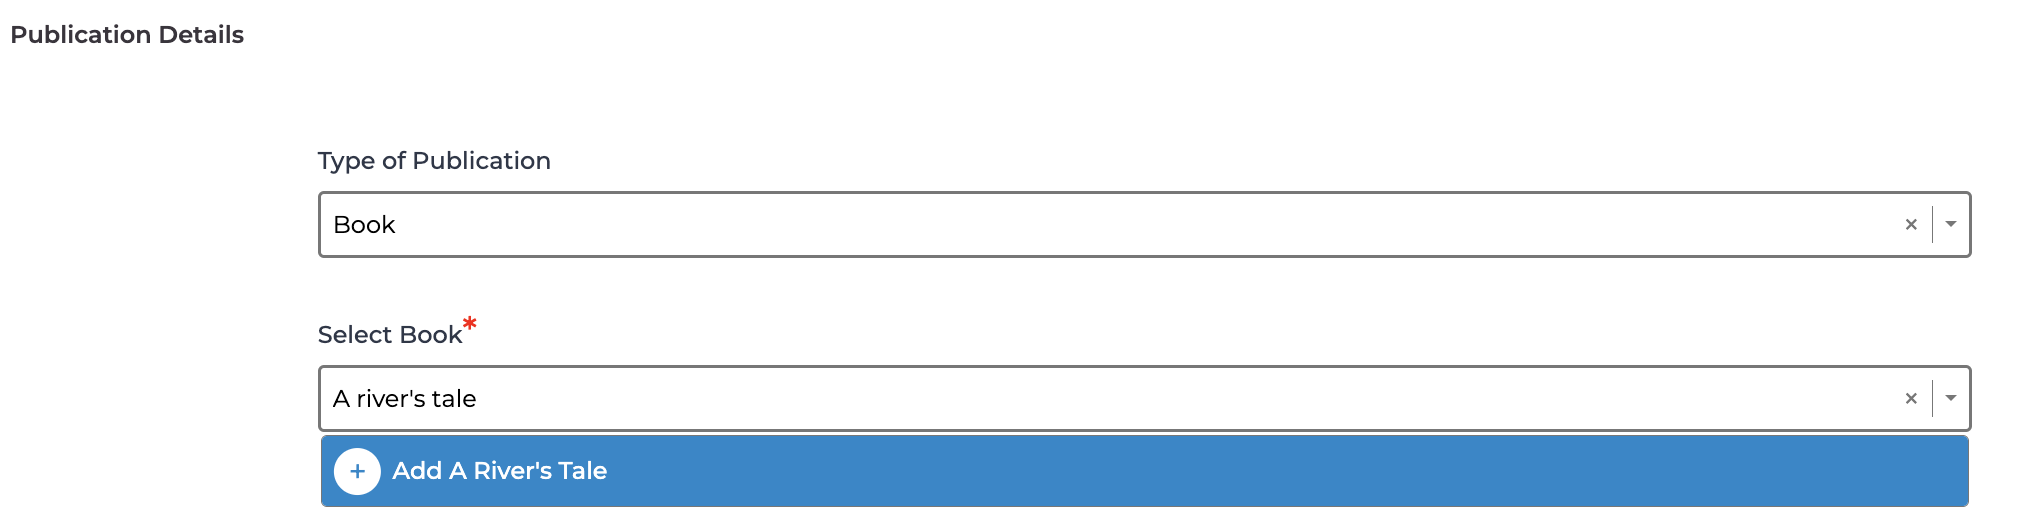 Publication Details
Type of Publication
Book
Select Book*
A river's tale
Add A River's Tale